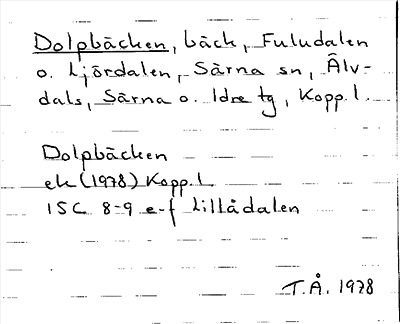 Dolpbäcken, bäck, Fuludalen
o. Ljördalen, Särna sn, Älv-
dals, Särna o. Idre tg, Kopp. l.
Dolpbäcken
ek (1978) Kopp. l.
15C 8-9 e-f Lillådalen
T.Å. 1978